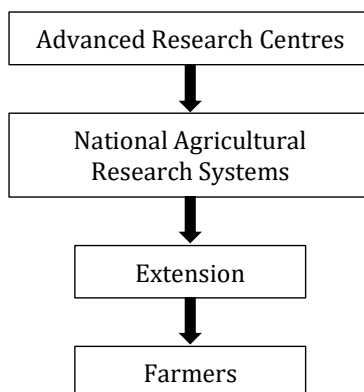 Advanced Research Centres
National Agricultural
Research Systems
Extension
Farmers